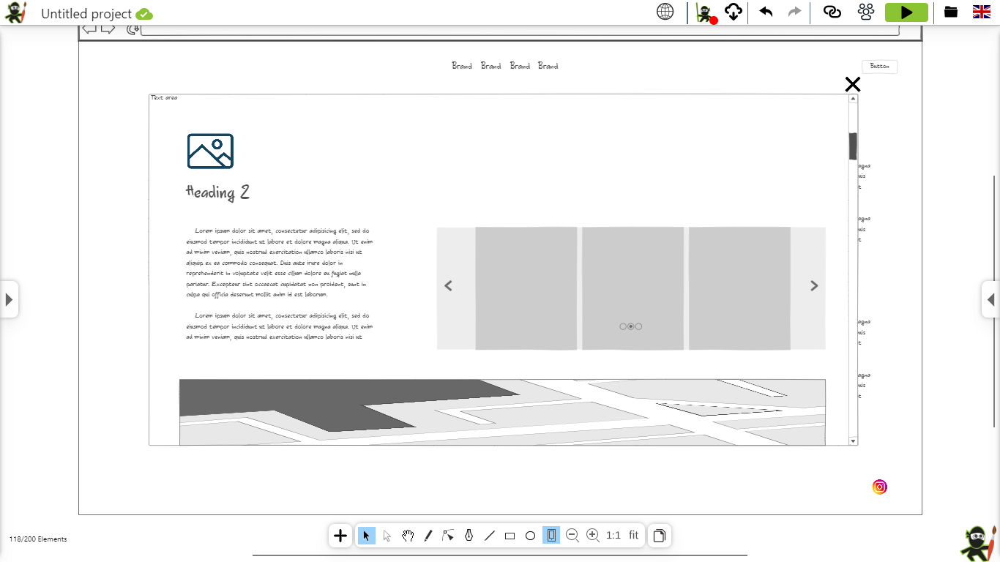 Untitled project
Brand Brand Brand Brand
Button
Text area
Heading 2
Lorem ipsum dolor sit amet, consectetur adipisicing elit, sed do
eiusmod tempor incididunt ut labore et dolore magna aliqua. Ut enim
ad minim veniam, quis nostrud exercitation ullamco laboris nisi ut
aliquip ex ea commodo consequat. Duis aute irure dolor in
reprehenderit in voluptate velit esse cillum dolore eu fugiat nulla
pariatur. Excepteur sint occaecat cupidatat non proident, sunt in
culpa qui officia deserunt mollit anim id est laborum.
Lorem ipsum dolor sit amet, consectetur adipisicing elit, sed do
eiusmod tempor incididunt ut labore et dolore magna aliqua. Ut enim
ad minim veniam, quis nostrud exercitation ullamco laboris nisi ut
agna
uis
t
agna
uis
t
agna
uis
t
agna
uis
t
118/200 Elements
1:1 fit